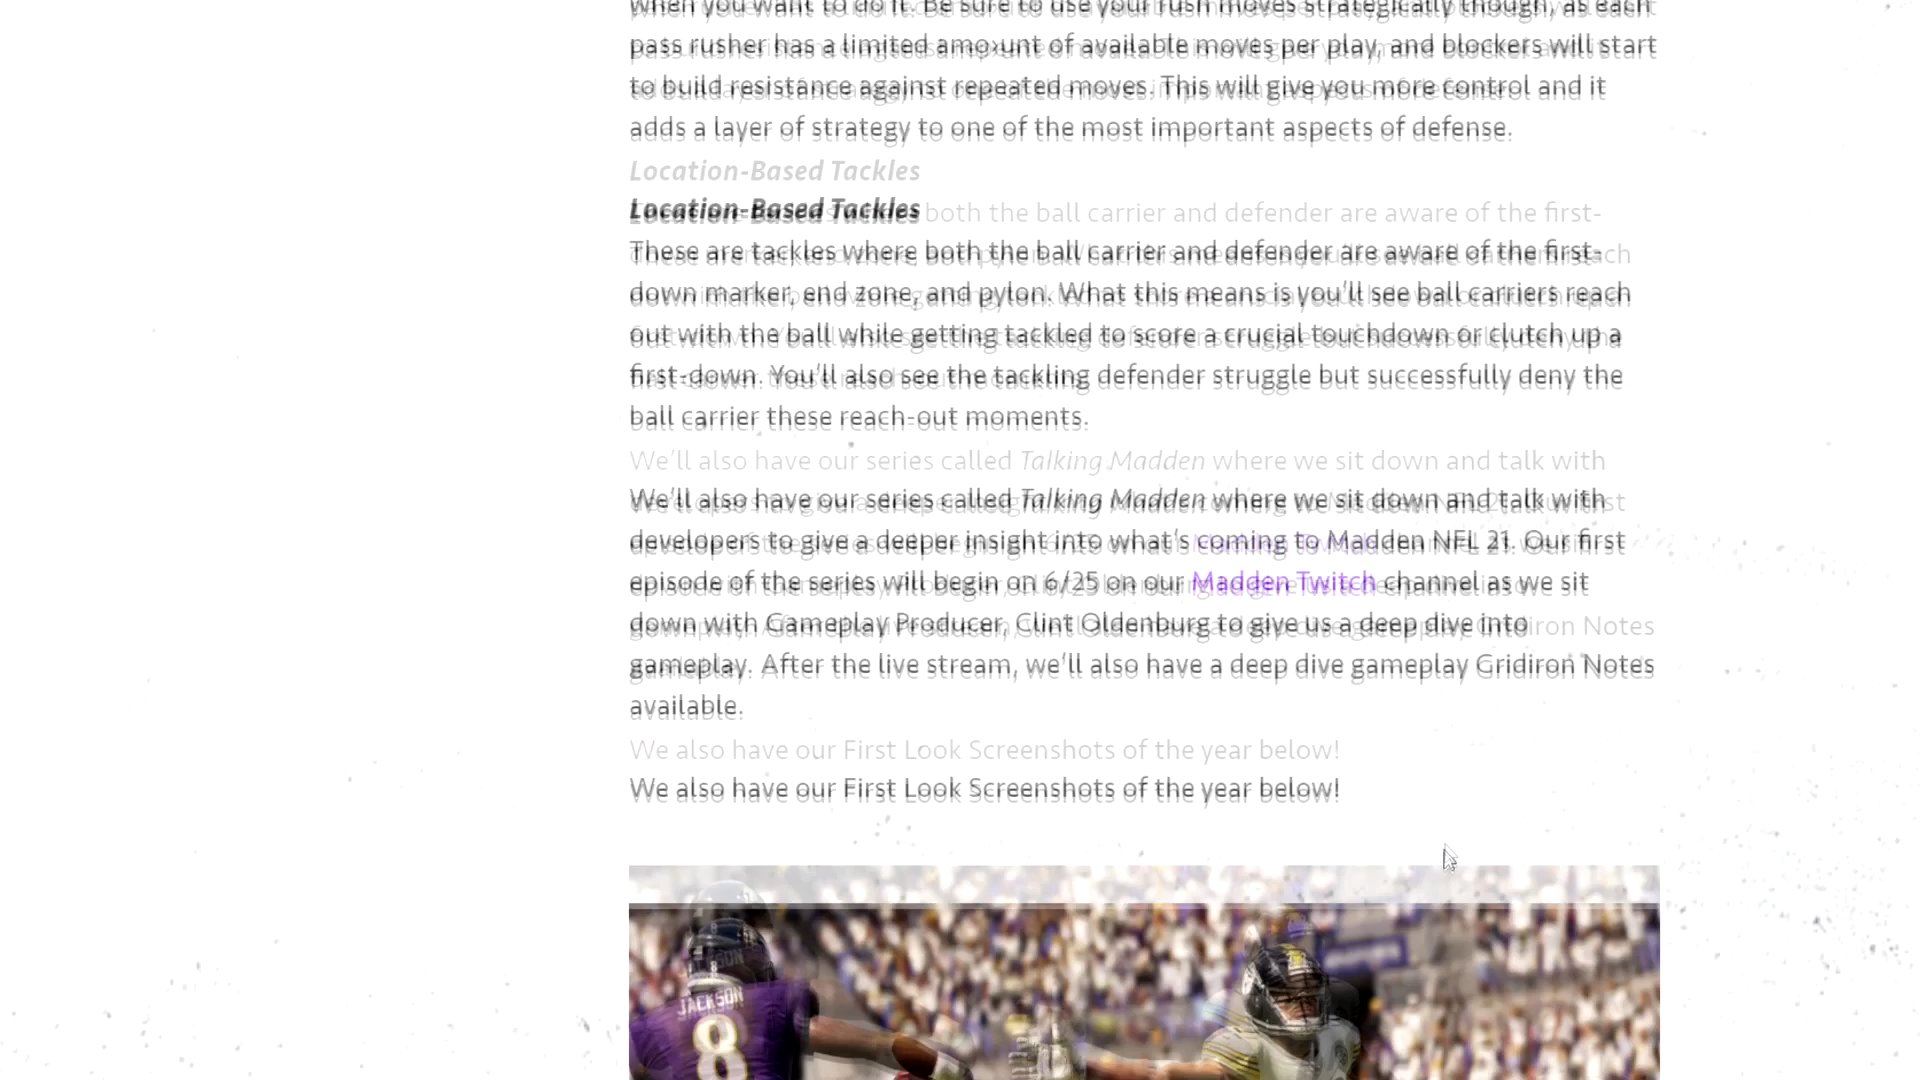 when you want to do it. Be sure to use your rush moves strategically though, as each
pass rusher has a limited amount of available moves per play, and blockers will start
to build resistance against repeated moves. This will give you more control and it
adds a layer of strategy to one of the most important aspects of defense.
Location-Based Tackles
These are tackles where both the ball carrier and defender are aware of the first-
down marker, end zone, and pylon. What this means is you'll see ball carriers reach
out with the ball while getting tackled to score a crucial touchdown or clutch up a
first-down. You'll also see the tackling defender struggle but successfully deny the
ball carrier these reach-out moments.
We'll also have our series called Talking Madden where we sit down and talk with
developers to give a deeper insight into what's coming to Madden NFL 21. Our first
episode of the series will begin on 6/25 on our Madden Twitch channel as we sit
down with Gameplay Producer, Clint Oldenburg to give us a deep dive into
gameplay. After the live stream, we'll also have a deep dive gameplay Gridiron Notes
available.
We also have our First Look Screenshots of the year below!
JACKSON
8